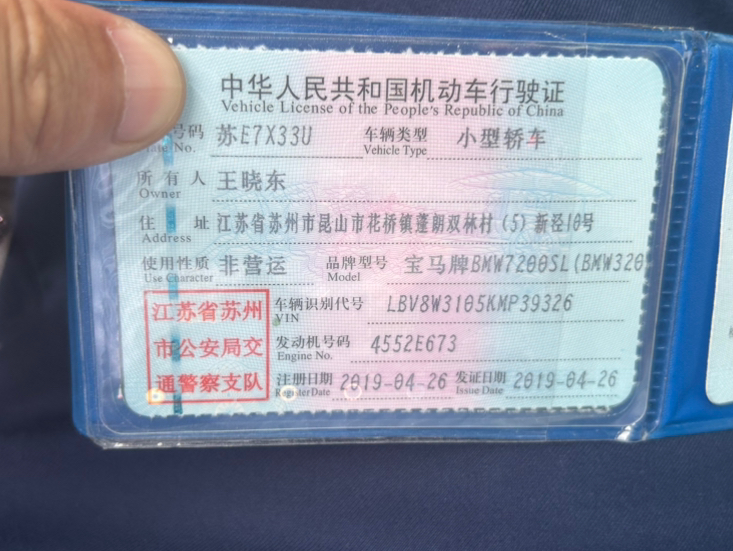 中华人民共和国机动车行驶证
Vehicle License of the People's Republic of China
号码 苏E7X33U 车辆类型 小型轿车
No. Vehicle Type
所有人 王晓东
Owner
住址 江苏省苏州市昆山市花桥镇蓬朗双林村(5)新泾10号
Address
使用性质 非营运 品牌型号 宝马牌BMW7200SL(BMW320
Use Character Model
江苏省苏州
市公安局交
通警察支队
车辆识别代号 LBV8W3105KMP39326
VIN
发动机号码 4552E673
Engine No.
注册日期 2019-04-26 发证日期 2019-04-26
Register Date Issue Date